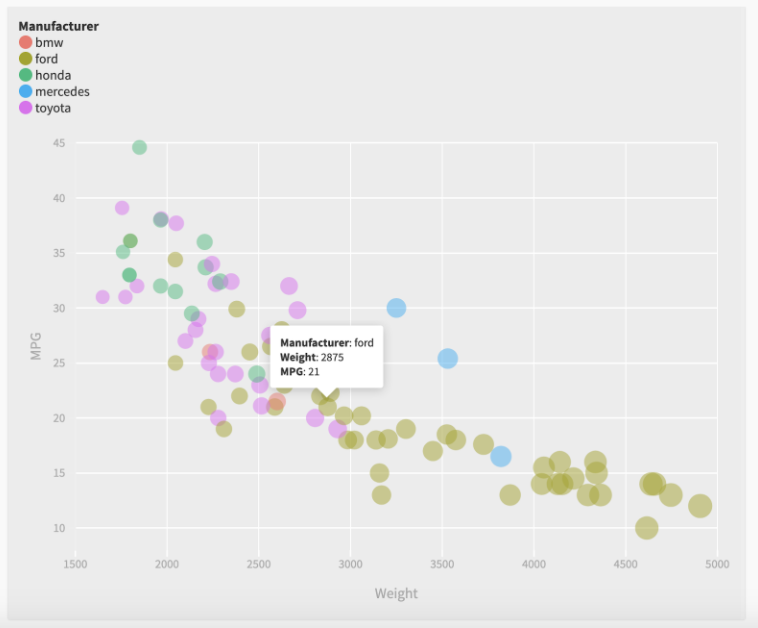 Manufacturer
bmw
ford
honda
mercedes
toyota
45
40
35
30
25
20
15
10
MPG
Manufacturer: ford
Weight: 2875
MPG: 21
1500 2000 2500 3000 3500 4000 4500 5000
Weight